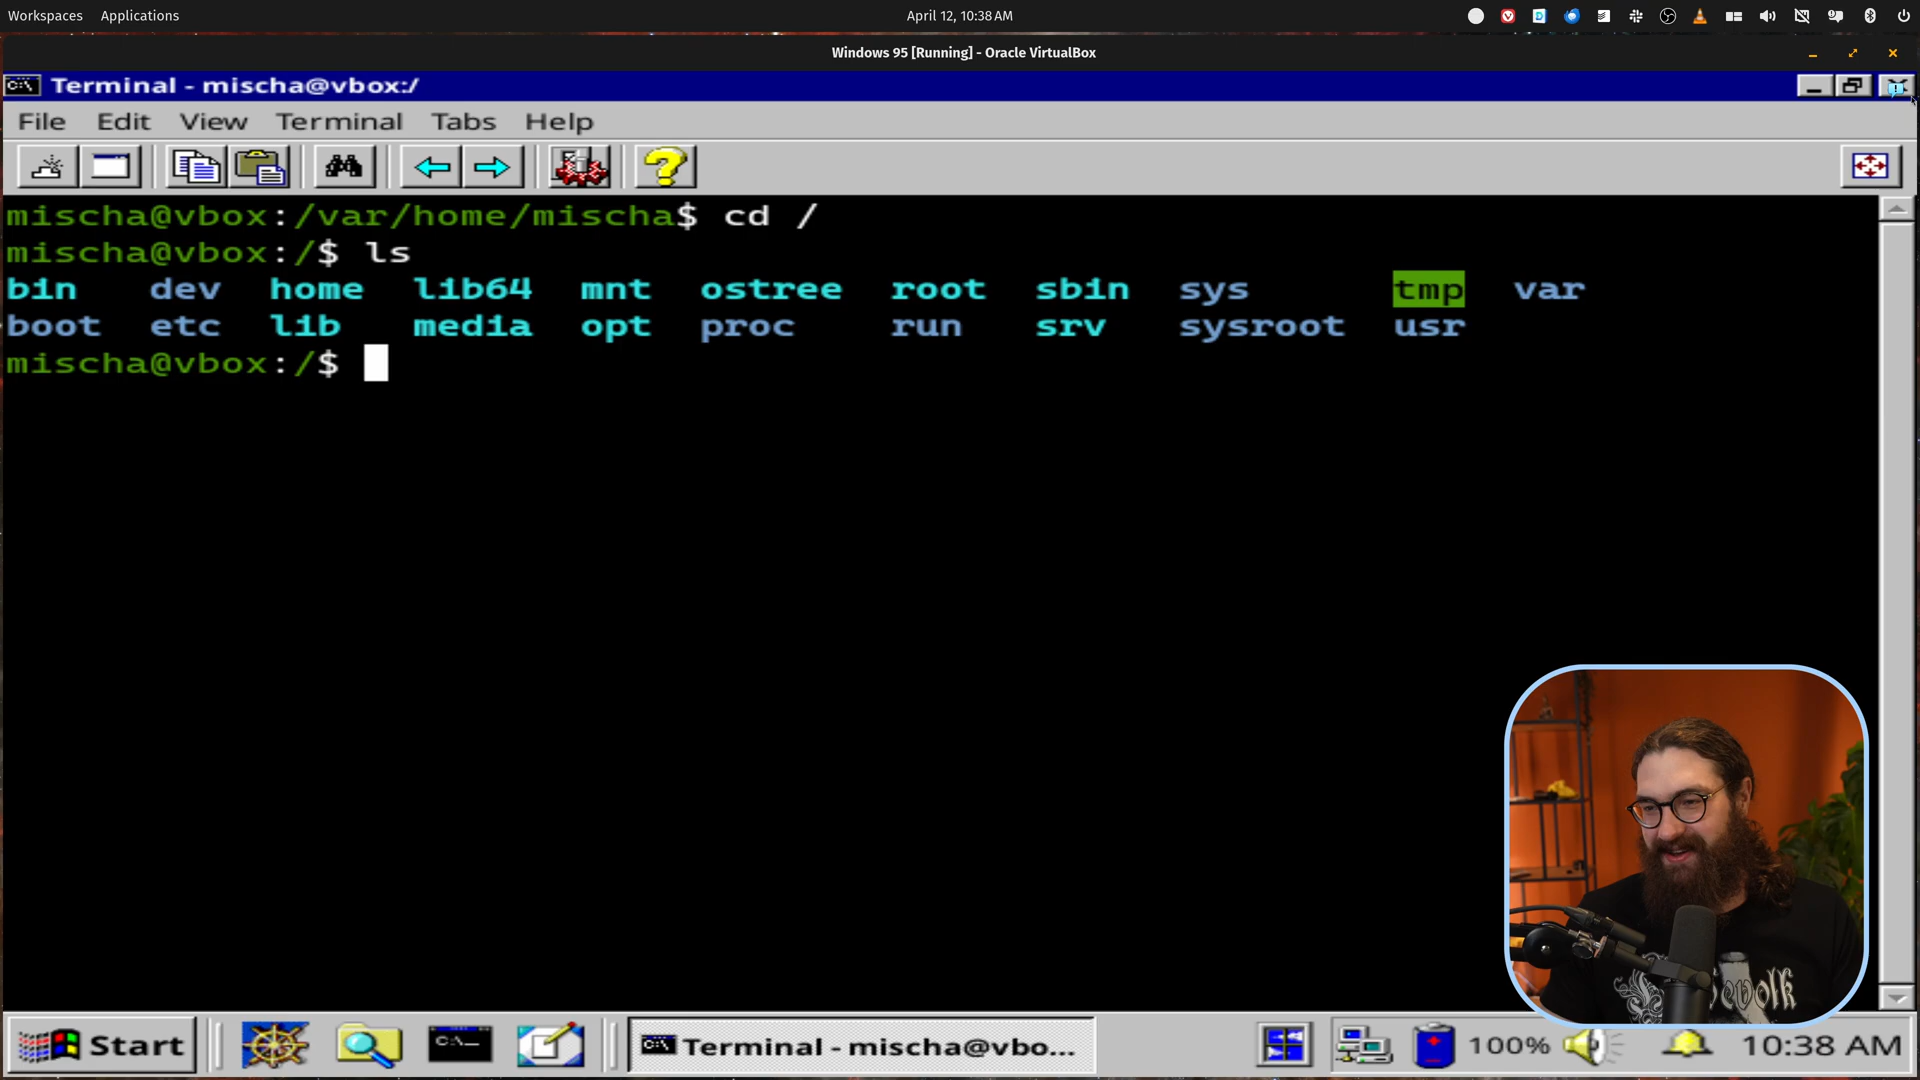 Workspaces Applications April 12, 10:38 AM
Windows 95 [Running] - Oracle VirtualBox
Terminal - mischa@vbox:/
File Edit View Terminal Tabs Help
mischa@vbox:/var/home/mischa$ cd /
mischa@vbox:/$ ls
bin dev home lib64 mnt ostree root sbin sys tmp var
boot etc lib media opt proc run srv sysroot usr
mischa@vbox:/$
Start Terminal - mischa@vbo... 100% 10:38 AM